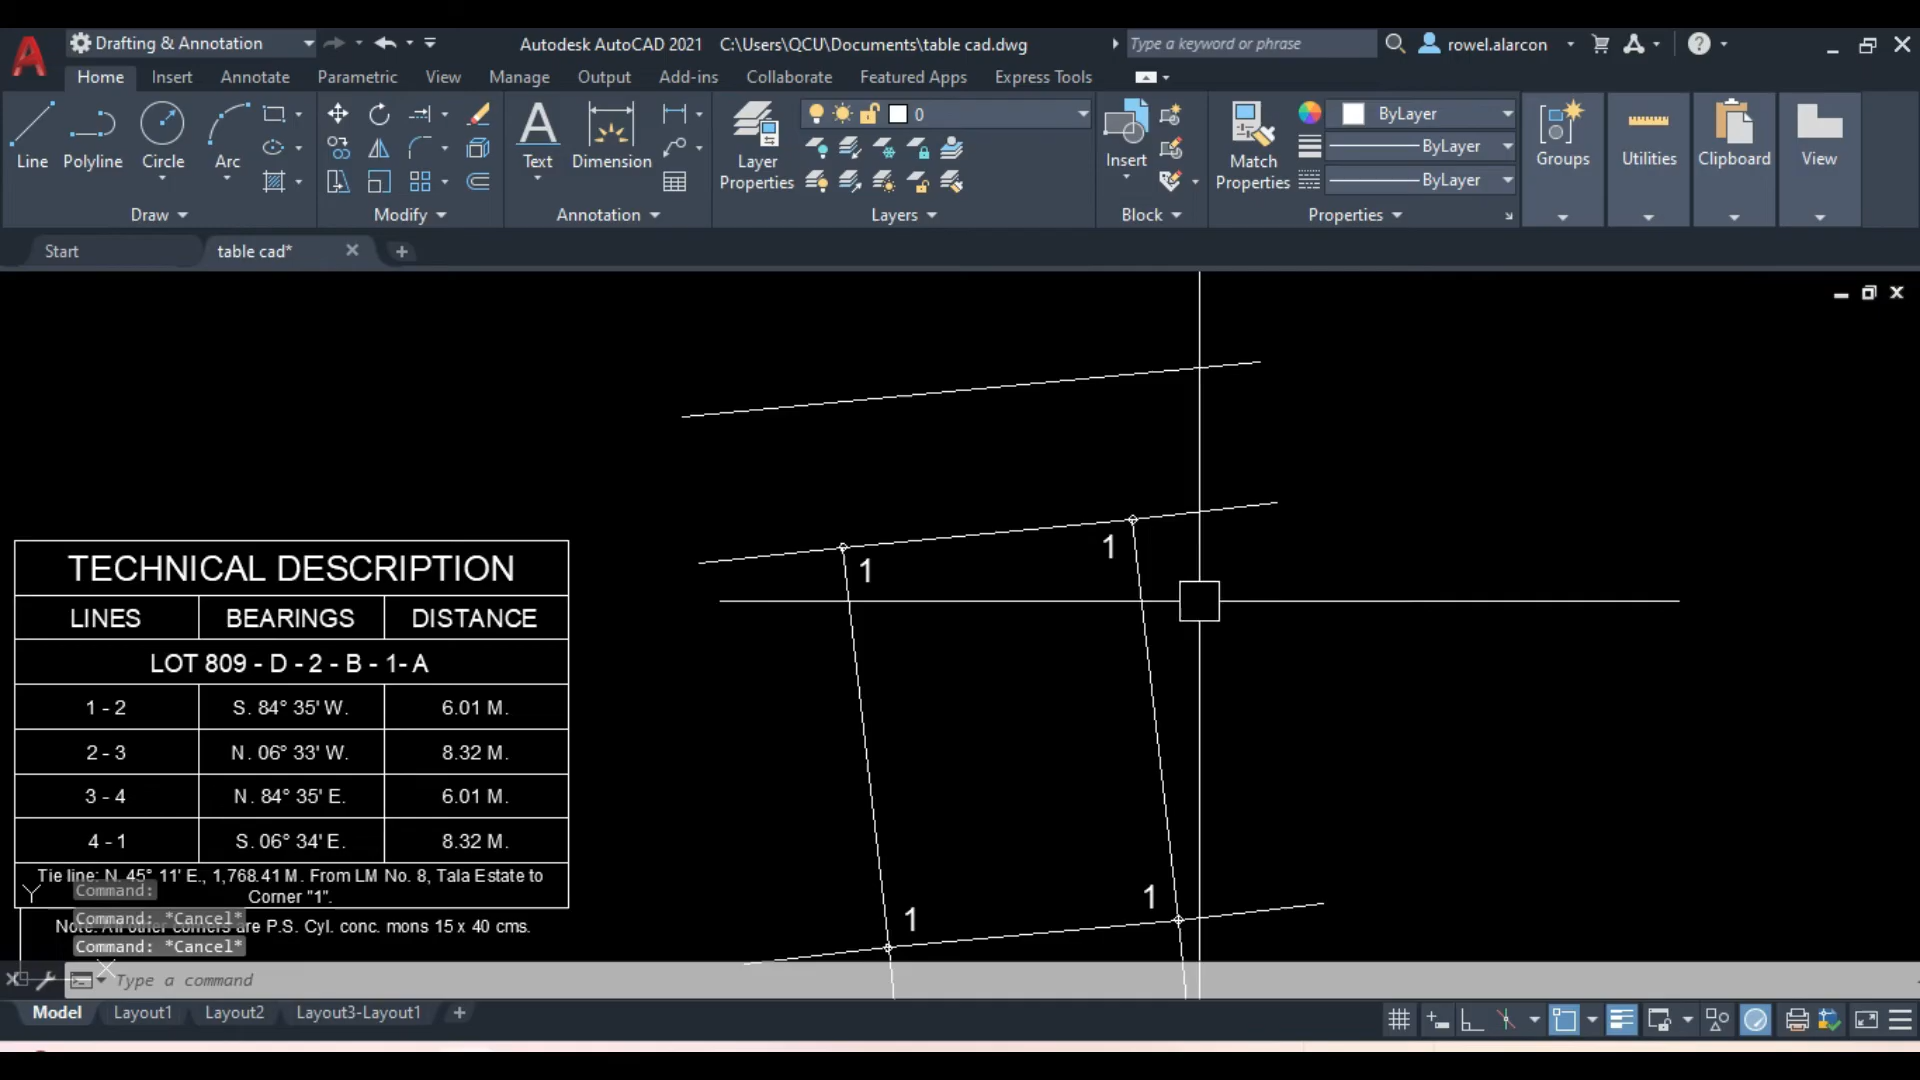 Drafting & Annotation
Autodesk AutoCAD 2021 C:\Users\QCU\Documents\table cad.dwg
Type a keyword or phrase
rowel.alarcon
Home Insert Annotate Parametric View Manage Output Add-ins Collaborate Featured Apps Express Tools
Line Polyline Circle Arc
Draw
Modify
Text Dimension
Annotation
Layer Properties
0
Layers
Insert
Block
Match Properties
ByLayer
ByLayer
ByLayer
Properties
Groups
Utilities
Clipboard
View
Start
table cad*
1
1
1
1
TECHNICAL DESCRIPTION
LINES BEARINGS DISTANCE
LOT 809 - D - 2 - B - 1- A
1 - 2 S. 84° 35' W. 6.01 M.
2 - 3 N. 06° 33' W. 8.32 M.
3 - 4 N. 84° 35' E. 6.01 M.
4 - 1 S. 06° 34' E. 8.32 M.
Tie line: N. 45° 11' E., 1,768.41 M. From LM No. 8, Tala Estate to
Corner "1".
Note: All other corners are P.S. Cyl. conc. mons 15 x 40 cms.
Y
Command:
Command: *Cancel*
Command: *Cancel*
X
Type a command
Model Layout1 Layout2 Layout3-Layout1